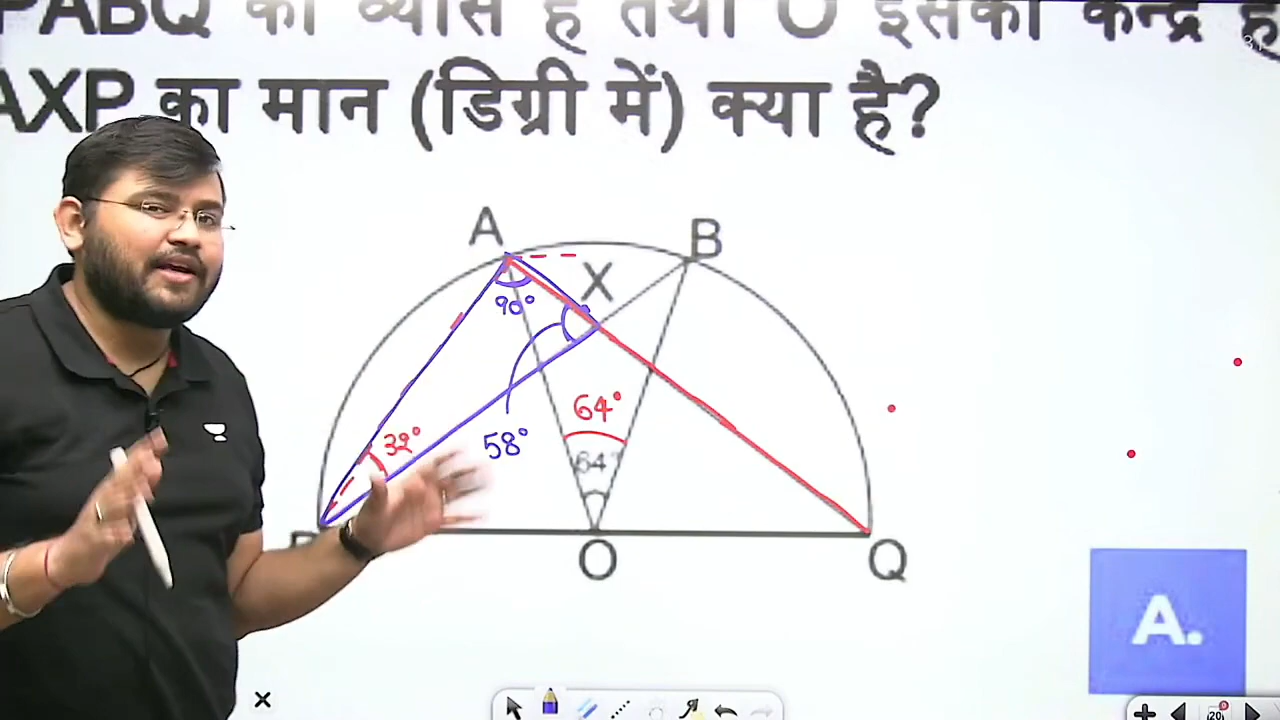 PABQ का व्यास है तथा O इसका केन्द्र है
AXP का मान (डिग्री में) क्या है?
A
B
X
90°
64°
32°
58°
64°
O
Q
A.